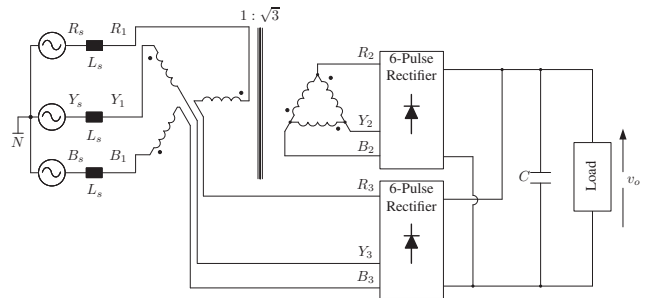 1 : √3
R_s
R_1
L_s
Y_s
Y_1
L_s
N
B_s
B_1
L_s
R_2
Y_2
B_2
6-Pulse
Rectifier
R_3
Y_3
B_3
6-Pulse
Rectifier
C
Load
v_o